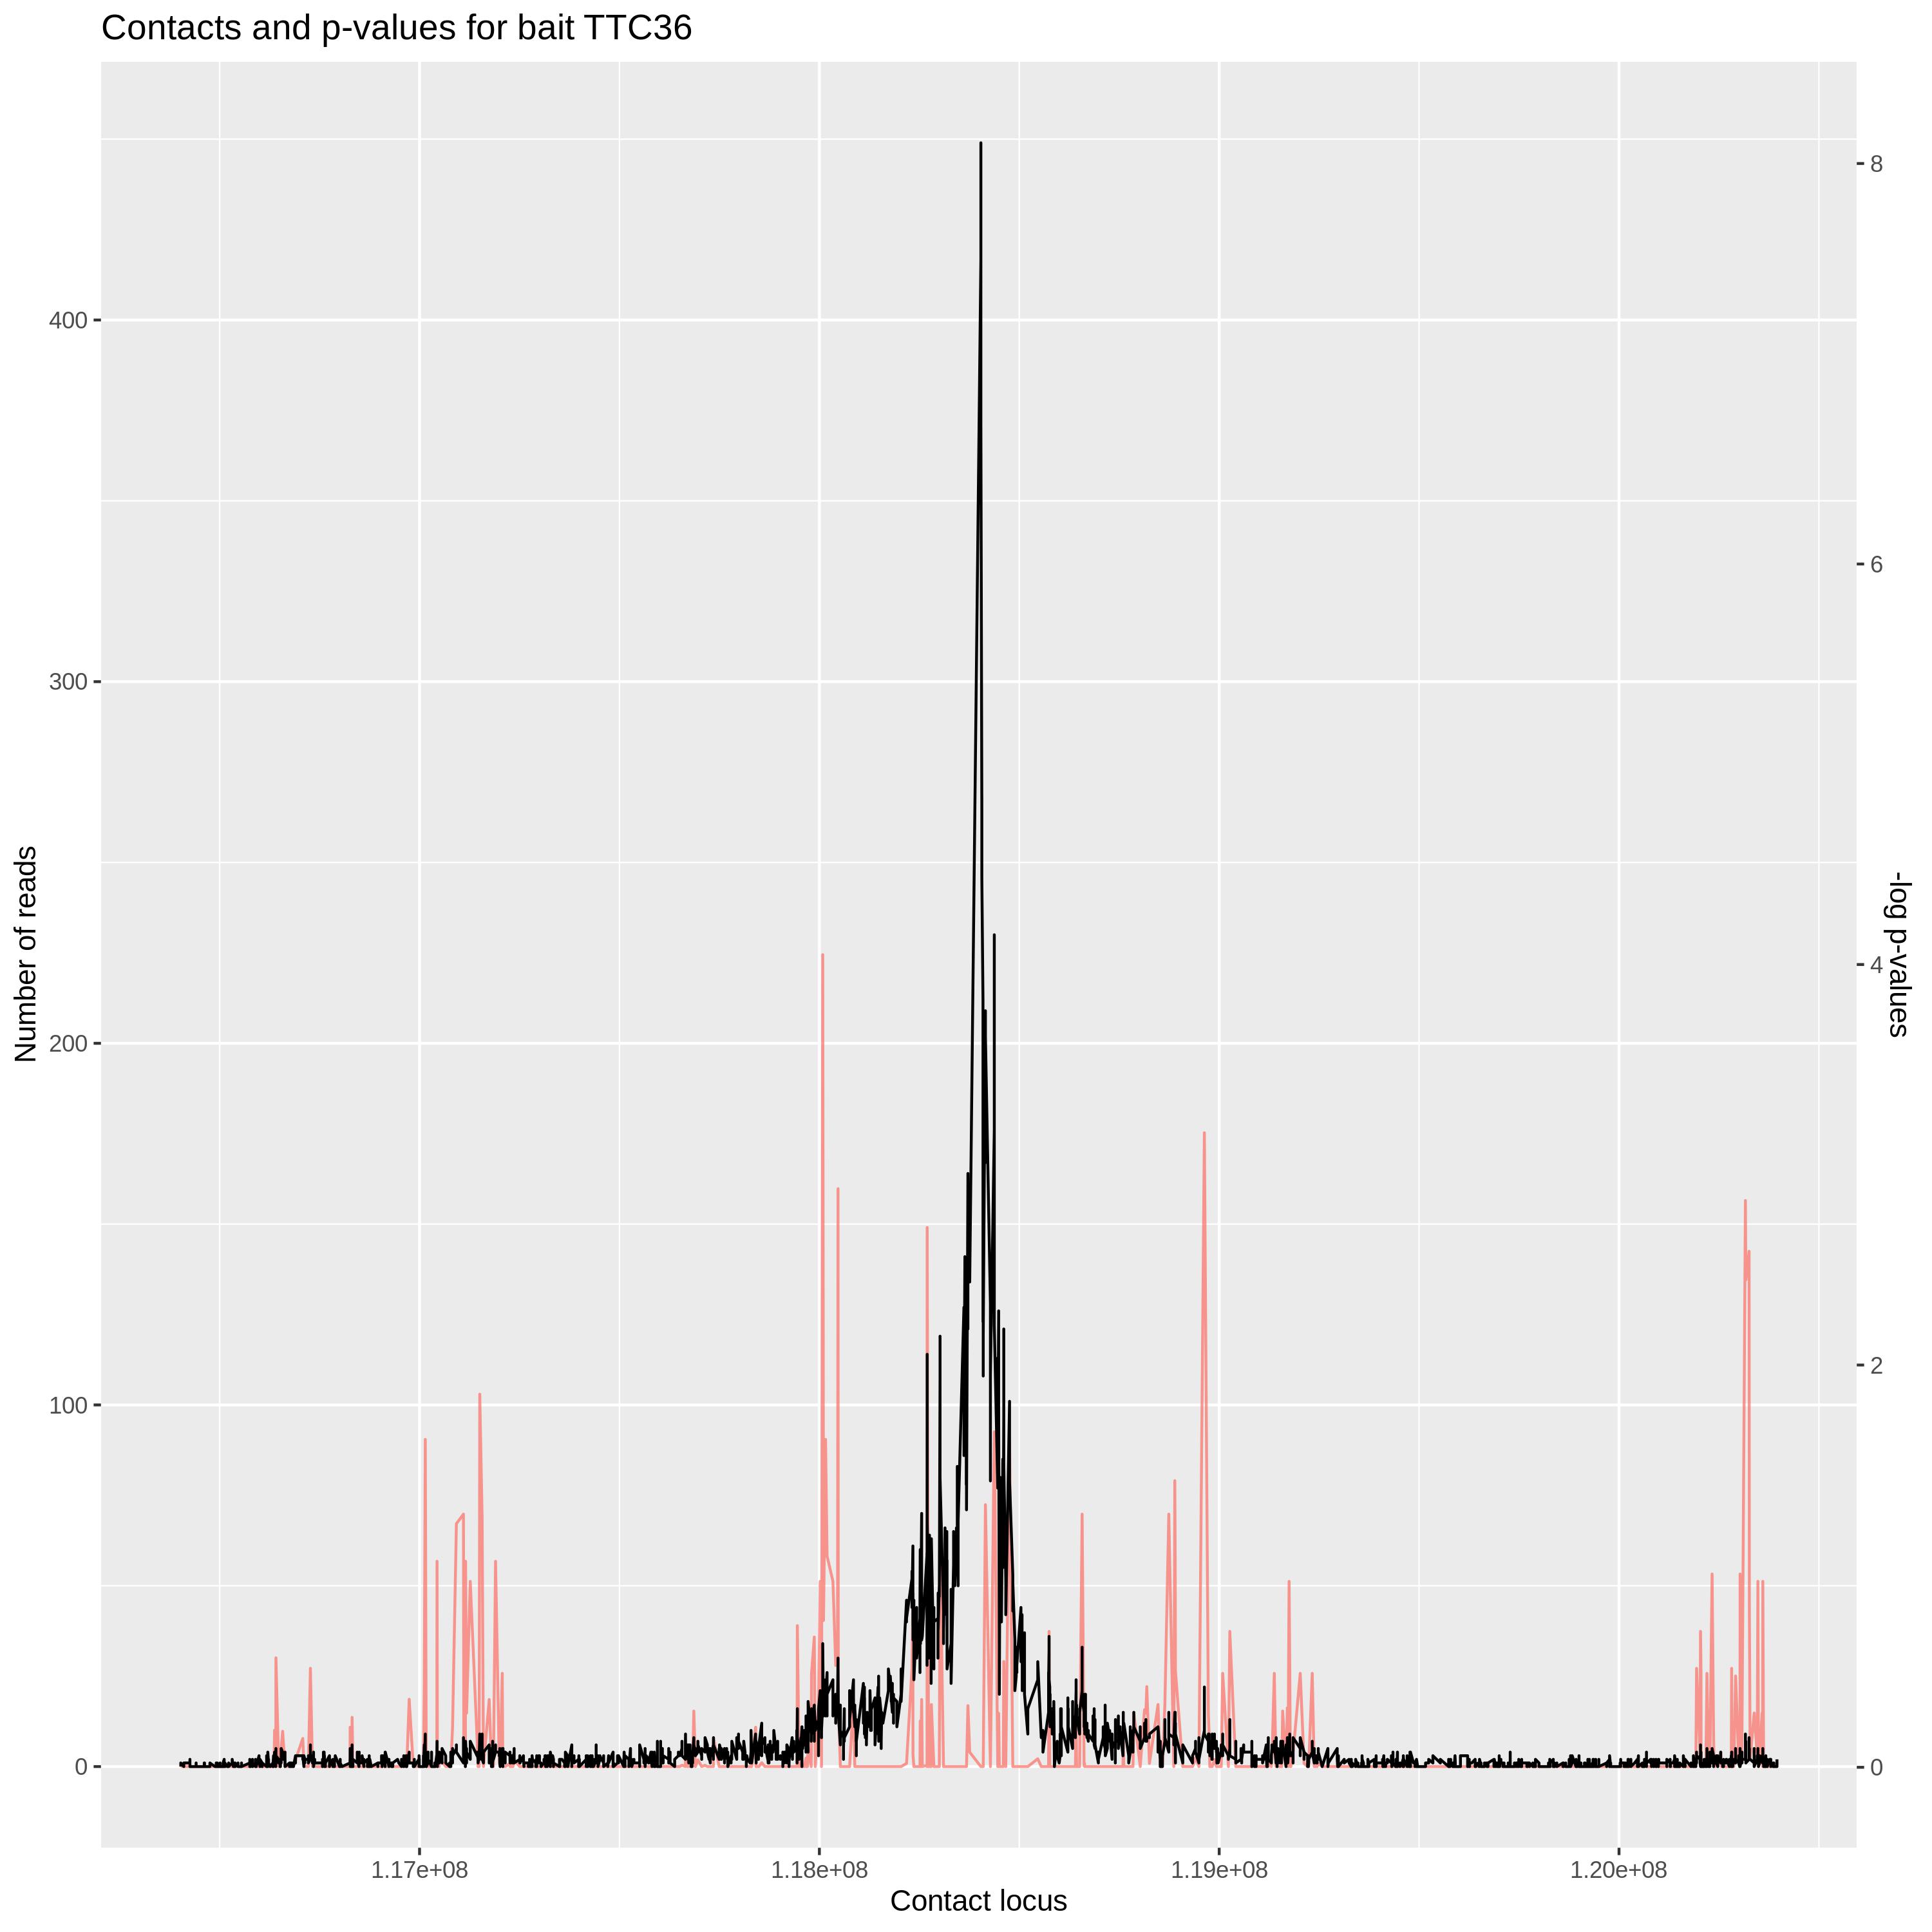 Contacts and p-values for bait TTC36
400
300
200
100
0
Number of reads
8
6
4
2
0
-log p-values
1.17e+08
1.18e+08
1.19e+08
1.20e+08
Contact locus